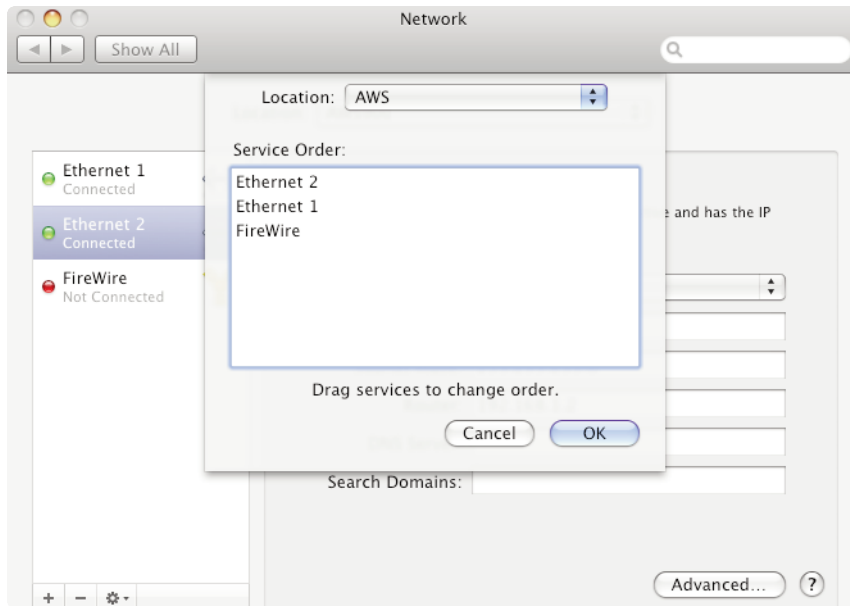 Network
Show All
Location: AWS
Service Order:
Ethernet 2
Ethernet 1
FireWire
Drag services to change order.
Cancel OK
Ethernet 1
Connected
Ethernet 2
Connected
FireWire
Not Connected
and has the IP
Search Domains:
Advanced... ?